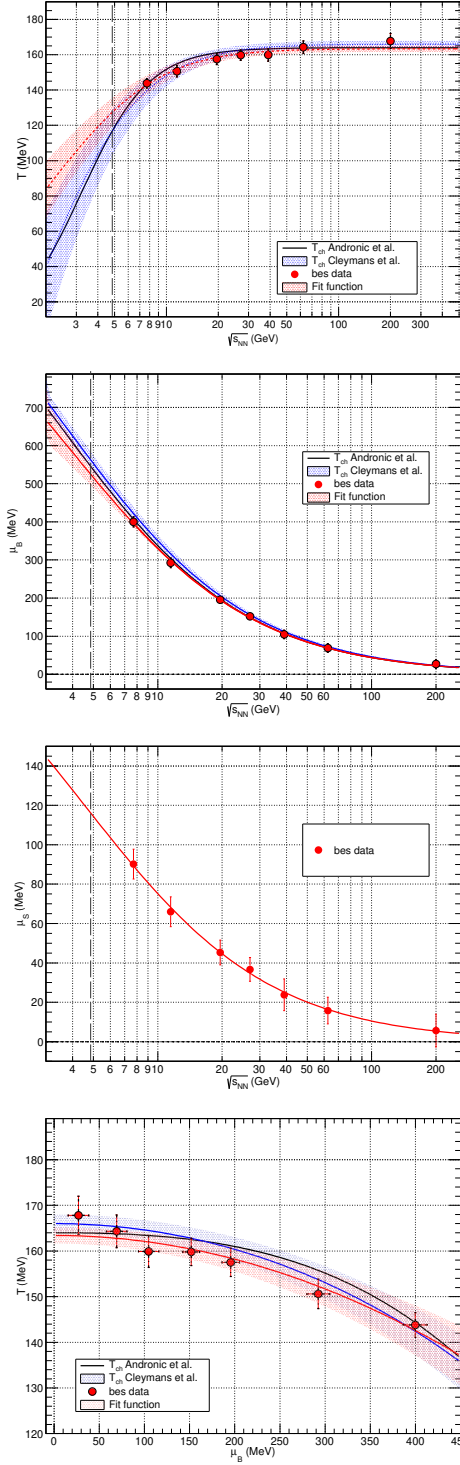 180
160
140
120
100
80
60
40
20
T (MeV)
T_ch Andronic et al.
T_ch Cleymans et al.
bes data
Fit function
3 4 5 6 7 8 9 10 20 30 40 100 200 300
√s_NN (GeV)
700
600
500
400
300
200
100
0
μ_B (MeV)
T_ch Andronic et al.
T_ch Cleymans et al.
bes data
Fit function
4 5 6 7 8 9 10 20 30 40 50 60 100 200
√s_NN (GeV)
140
120
100
80
60
40
20
0
μ_S (MeV)
bes data
4 5 6 7 8 9 10 20 30 40 50 60 100 200
√s_NN (GeV)
180
170
160
150
140
130
120
T (MeV)
T_ch Andronic et al.
T_ch Cleymans et al.
bes data
Fit function
0 50 100 150 200 250 300 350 400 450
μ_B (MeV)